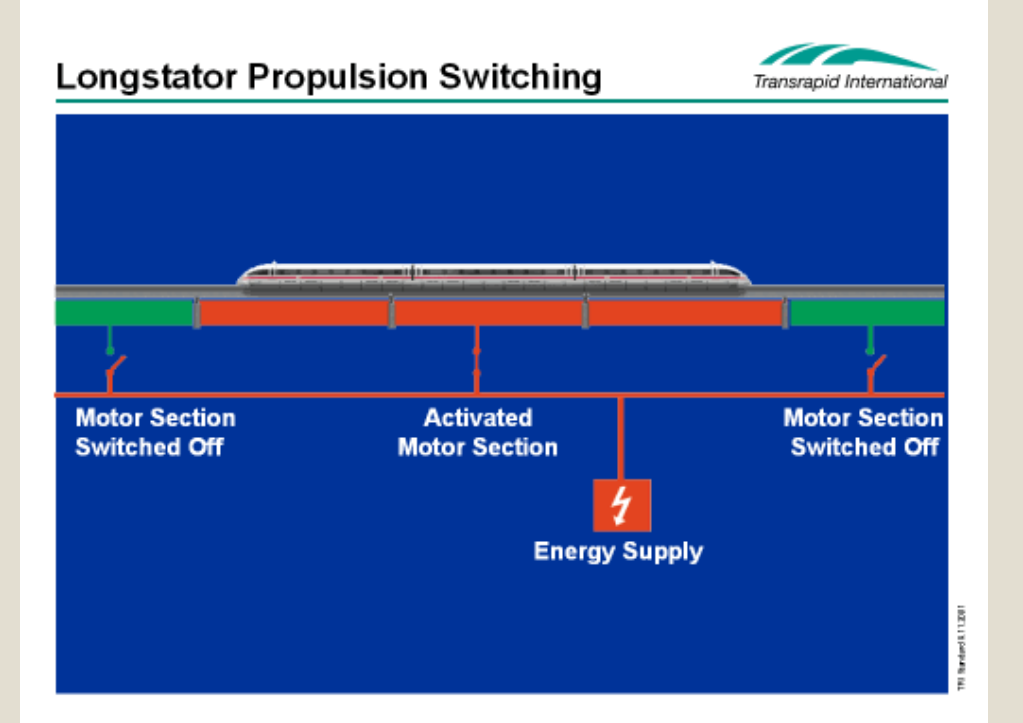 Longstator Propulsion Switching
Transrapid International
Motor Section
Switched Off
Activated
Motor Section
Motor Section
Switched Off
Energy Supply